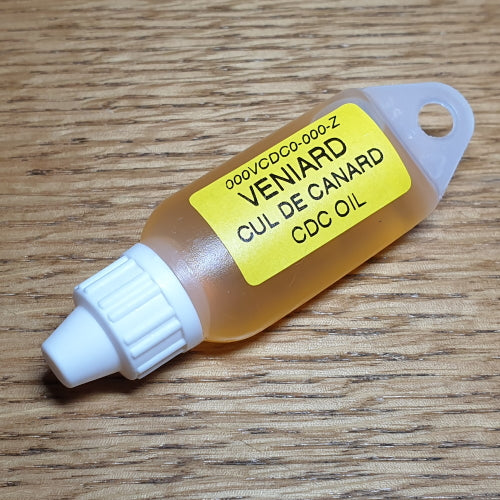 000VCDC0-000-Z
VENIARD
CUL DE CANARD
CDC OIL